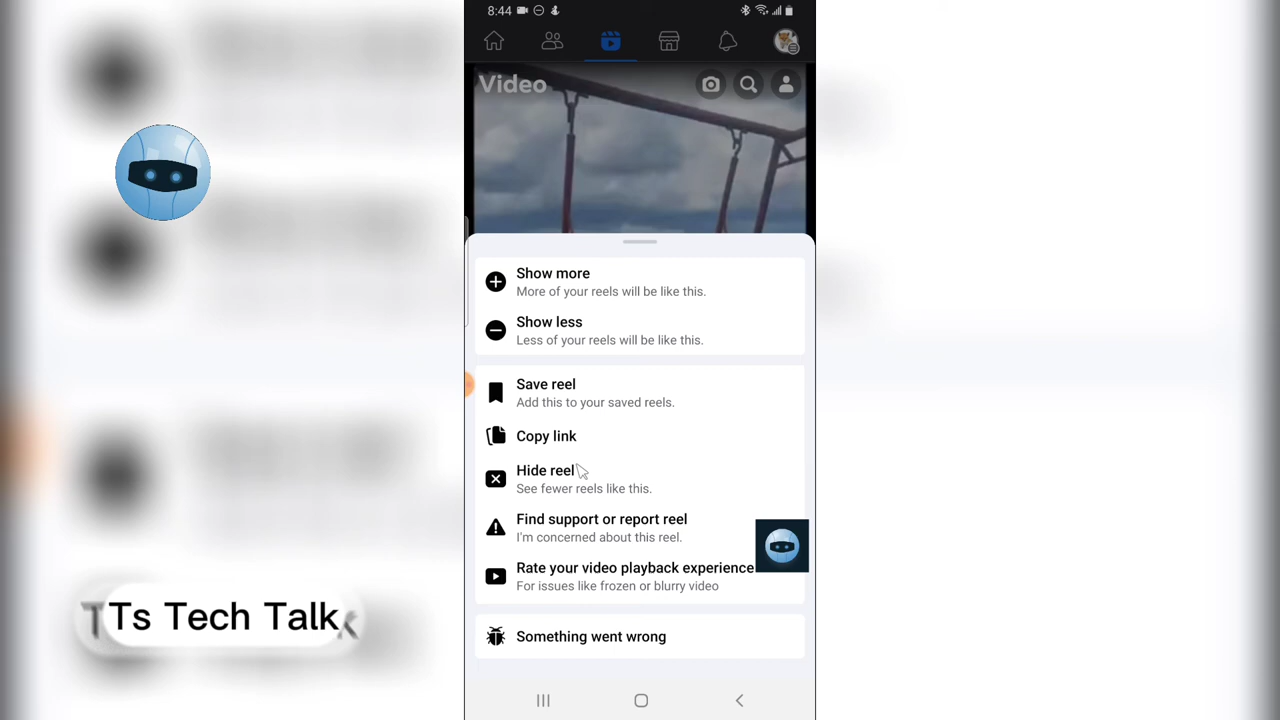 8:44
Video
Show more
More of your reels will be like this.
Show less
Less of your reels will be like this.
Save reel
Add this to your saved reels.
Copy link
Hide reel
See fewer reels like this.
Find support or report reel
I'm concerned about this reel.
Rate your video playback experience
For issues like frozen or blurry video
Something went wrong
Ts Tech Talk